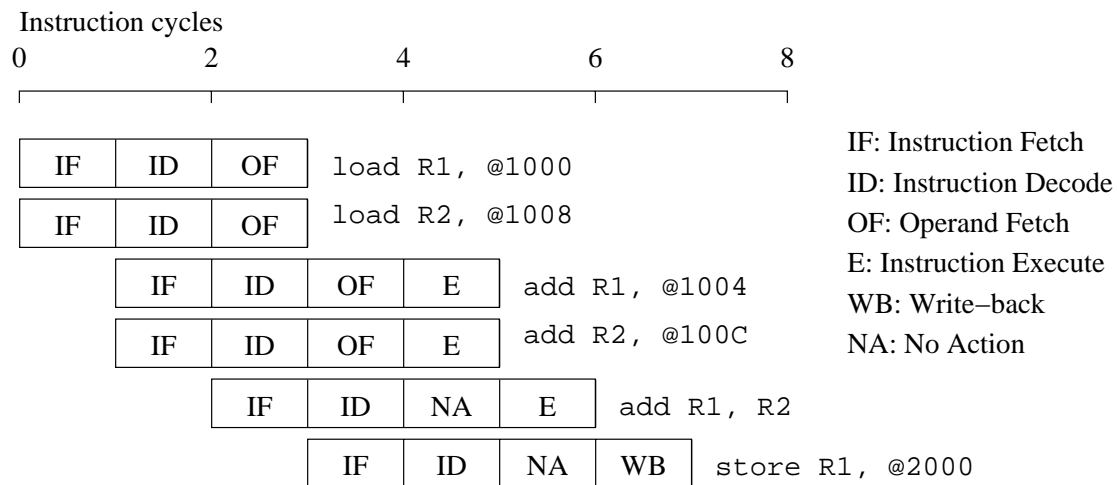 Instruction cycles
0 2 4 6 8
IF ID OF load R1, @1000
IF ID OF load R2, @1008
IF ID OF E add R1, @1004
IF ID OF E add R2, @100C
IF ID NA E add R1, R2
IF ID NA WB store R1, @2000
IF: Instruction Fetch
ID: Instruction Decode
OF: Operand Fetch
E: Instruction Execute
WB: Write−back
NA: No Action